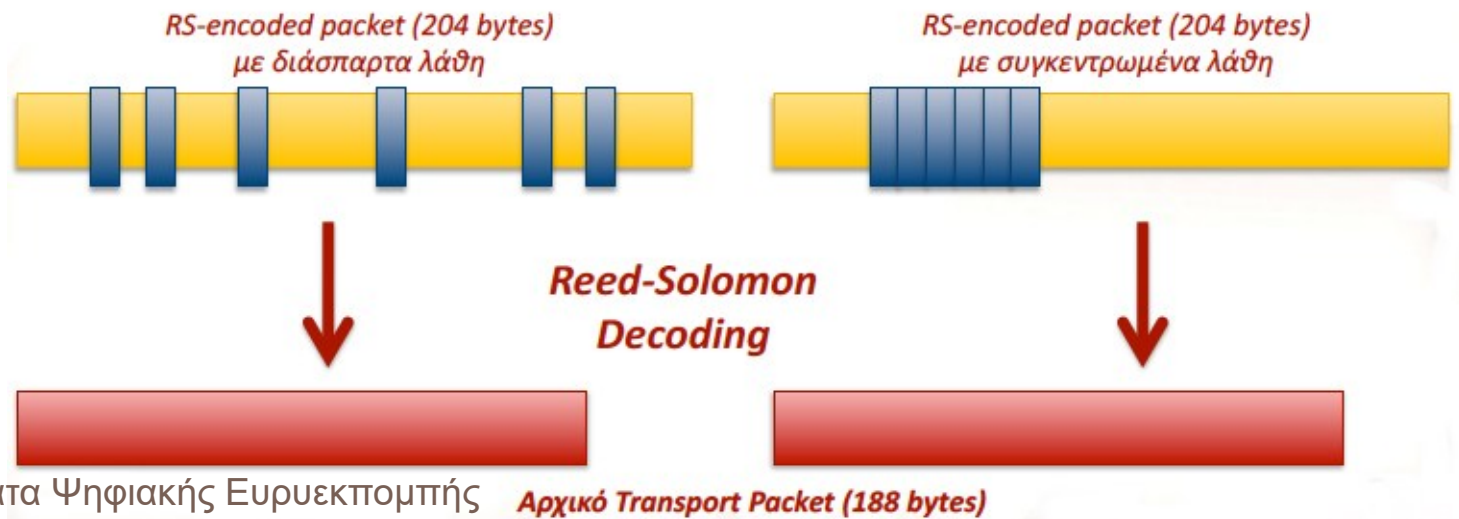 RS-encoded packet (204 bytes)
με διάσπαρτα λάθη
RS-encoded packet (204 bytes)
με συγκεντρωμένα λάθη
Reed-Solomon
Decoding
Ψηφιακής Ευρυεκπομπής
Αρχικό Transport Packet (188 bytes)